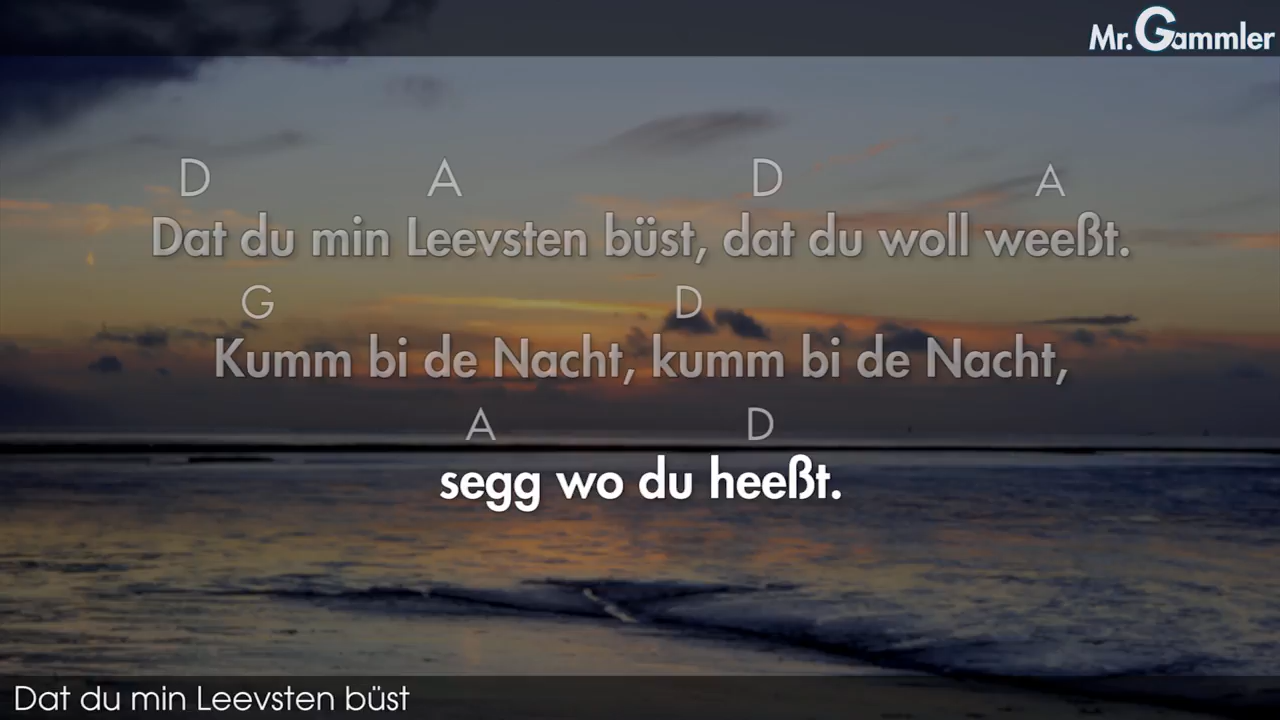 Mr. Gammler
D A D A
Dat du min Leevsten büst, dat du woll weeßt.
G D
Kumm bi de Nacht, kumm bi de Nacht,
A D
segg wo du heeßt.
Dat du min Leevsten büst